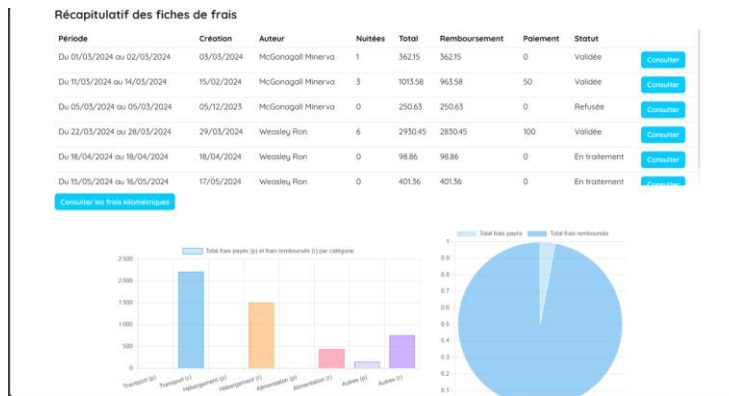 Récapitulatif des fiches de frais
Période Création Auteur Nuitées Total Remboursement Paiement Statut
Du 01/03/2024 au 02/03/2024 03/03/2024 McGonagall Minerva 1 362.15 362.15 0 Validée Consulter
Du 11/03/2024 au 14/03/2024 15/02/2024 McGonagall Minerva 3 1013.58 963.58 50 Validée Consulter
Du 05/03/2024 au 05/03/2024 05/12/2023 McGonagall Minerva 0 250.63 250.63 0 Refusée Consulter
Du 22/03/2024 au 28/03/2024 29/03/2024 Weasley Ron 6 2930.45 2830.45 100 Validée Consulter
Du 18/04/2024 au 18/04/2024 18/04/2024 Weasley Ron 0 98.86 98.86 0 En traitement Consulter
Du 15/05/2024 au 16/05/2024 17/05/2024 Weasley Ron 0 401.36 401.36 0 En traitement Consulter
Consulter les frais kilométriques
Total frais payés (p) et frais remboursés (r) par catégorie
2 500
2 000
1 500
1 000
500
0
Transport (p) Transport (r) Hébergement (p) Hébergement (r) Alimentation (p) Alimentation (r) Autres (p) Autres (r)
Total frais payés Total frais remboursés
1
0.9
0.8
0.7
0.6
0.5
0.4
0.3
0.2
0.1